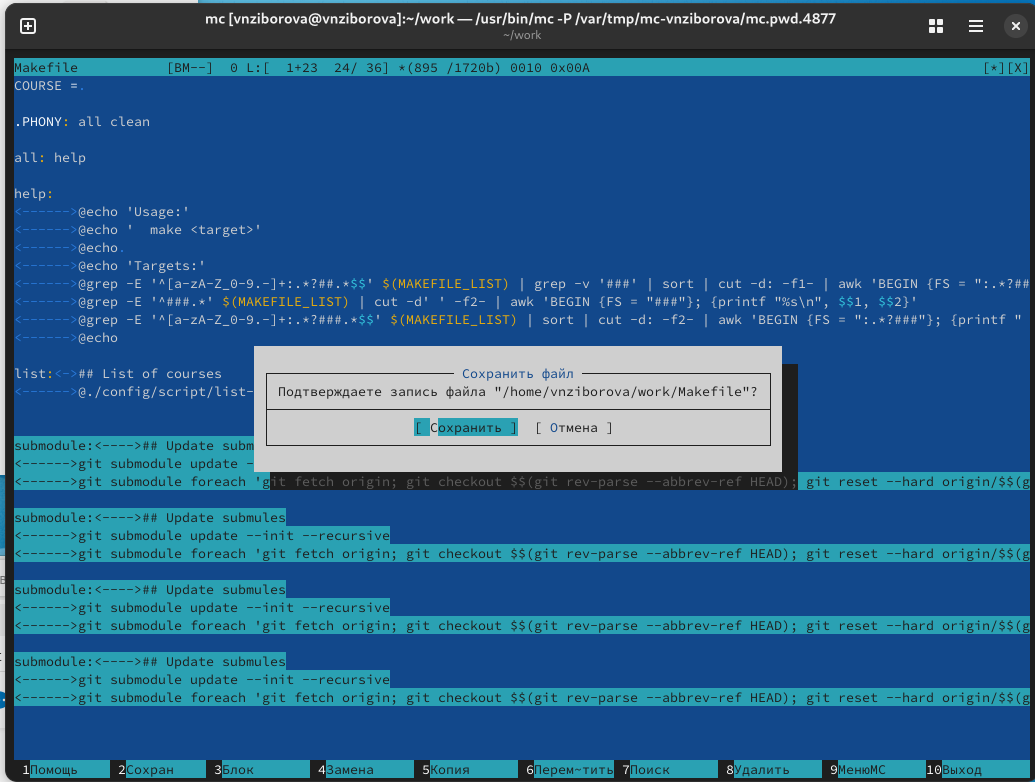 mc [vnziborova@vnziborova]:~/work — /usr/bin/mc -P /var/tmp/mc-vnziborova/mc.pwd.4877
~/work
Makefile [BM--] 0 L:[ 1+23 24/ 36] *(895 /1720b) 0010 0x00A [*][X]
COURSE =.
.PHONY: all clean
all: help
help:
<------>@echo 'Usage:'
<------>@echo '  make <target>'
<------>@echo.
<------>@echo 'Targets:'
<------>@grep -E '^[a-zA-Z_0-9.-]+:.*?##.*$$' $(MAKEFILE_LIST) | grep -v '###' | sort | cut -d: -f1- | awk 'BEGIN {FS = ":.*?##
<------>@grep -E '^###.*' $(MAKEFILE_LIST) | cut -d' ' -f2- | awk 'BEGIN {FS = "###"}; {printf "%s\n", $$1, $$2}'
<------>@grep -E '^[a-zA-Z_0-9.-]+:.*?###.*$$' $(MAKEFILE_LIST) | sort | cut -d: -f2- | awk 'BEGIN {FS = ":.*?###"}; {printf "
<------>@echo
list:<->## List of courses
<------>@./config/script/list-
Сохранить файл
Подтверждаете запись файла "/home/vnziborova/work/Makefile"?
[ Сохранить ] [ Отмена ]
submodule:<---->## Update subm
<------>git submodule update -
<------>git submodule foreach 'git fetch origin; git checkout $$(git rev-parse --abbrev-ref HEAD); git reset --hard origin/$$(g
submodule:<---->## Update submules
<------>git submodule update --init --recursive
<------>git submodule foreach 'git fetch origin; git checkout $$(git rev-parse --abbrev-ref HEAD); git reset --hard origin/$$(g
submodule:<---->## Update submules
<------>git submodule update --init --recursive
<------>git submodule foreach 'git fetch origin; git checkout $$(git rev-parse --abbrev-ref HEAD); git reset --hard origin/$$(g
submodule:<---->## Update submules
<------>git submodule update --init --recursive
<------>git submodule foreach 'git fetch origin; git checkout $$(git rev-parse --abbrev-ref HEAD); git reset --hard origin/$$(g
1Помощь 2Сохран 3Блок 4Замена 5Копия 6Перем~тить 7Поиск 8Удалить 9МенюМС 10Выход